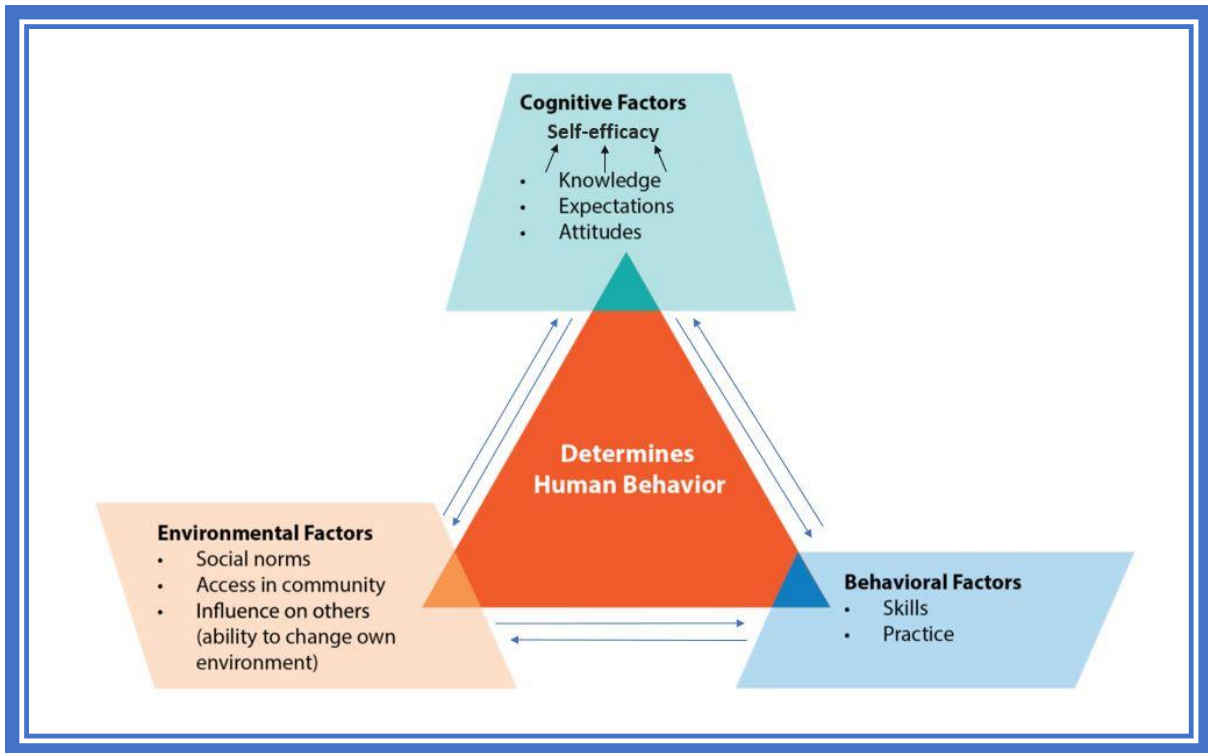 Cognitive Factors
Self-efficacy
• Knowledge
• Expectations
• Attitudes
Determines
Human Behavior
Environmental Factors
• Social norms
• Access in community
• Influence on others
(ability to change own
environment)
Behavioral Factors
• Skills
• Practice